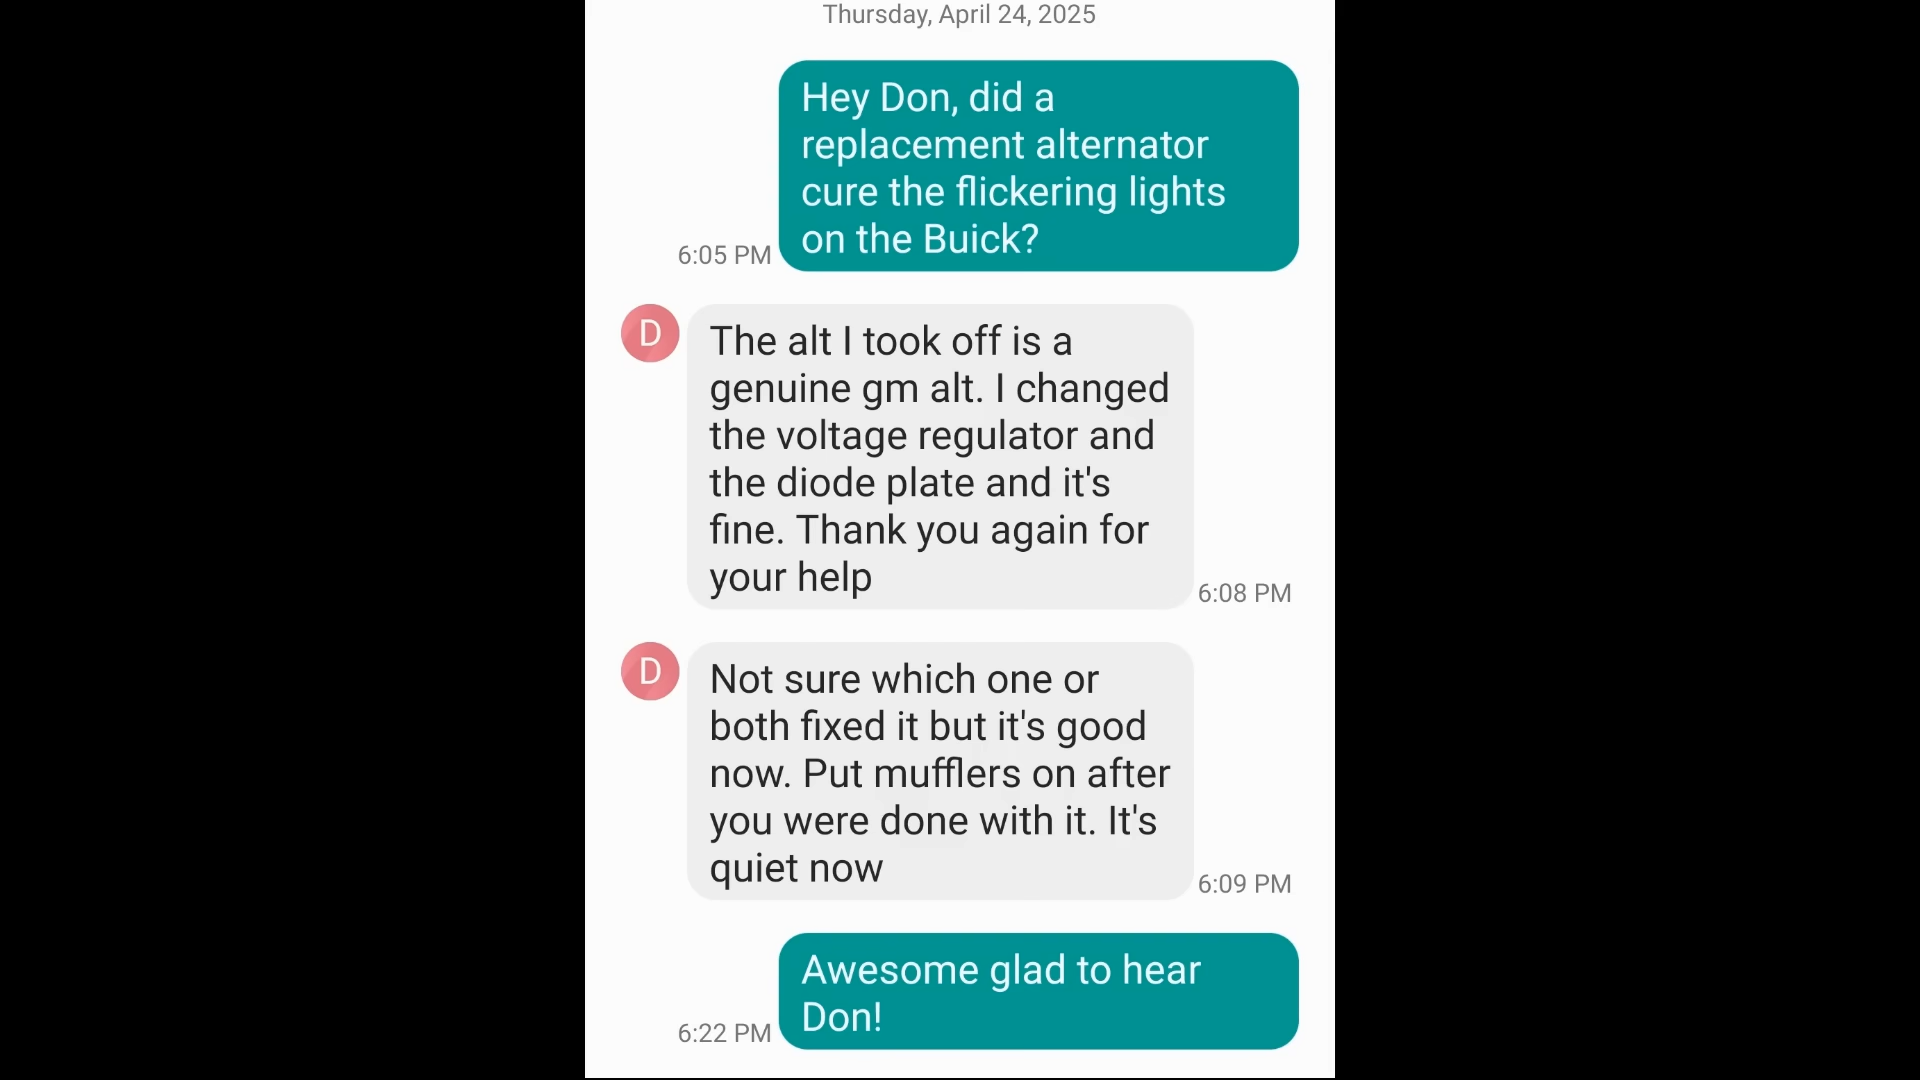 Thursday, April 24, 2025
Hey Don, did a
replacement alternator
cure the flickering lights
on the Buick?
6:05 PM
D
The alt I took off is a
genuine gm alt. I changed
the voltage regulator and
the diode plate and it's
fine. Thank you again for
your help
6:08 PM
D
Not sure which one or
both fixed it but it's good
now. Put mufflers on after
you were done with it. It's
quiet now
6:09 PM
Awesome glad to hear
Don!
6:22 PM